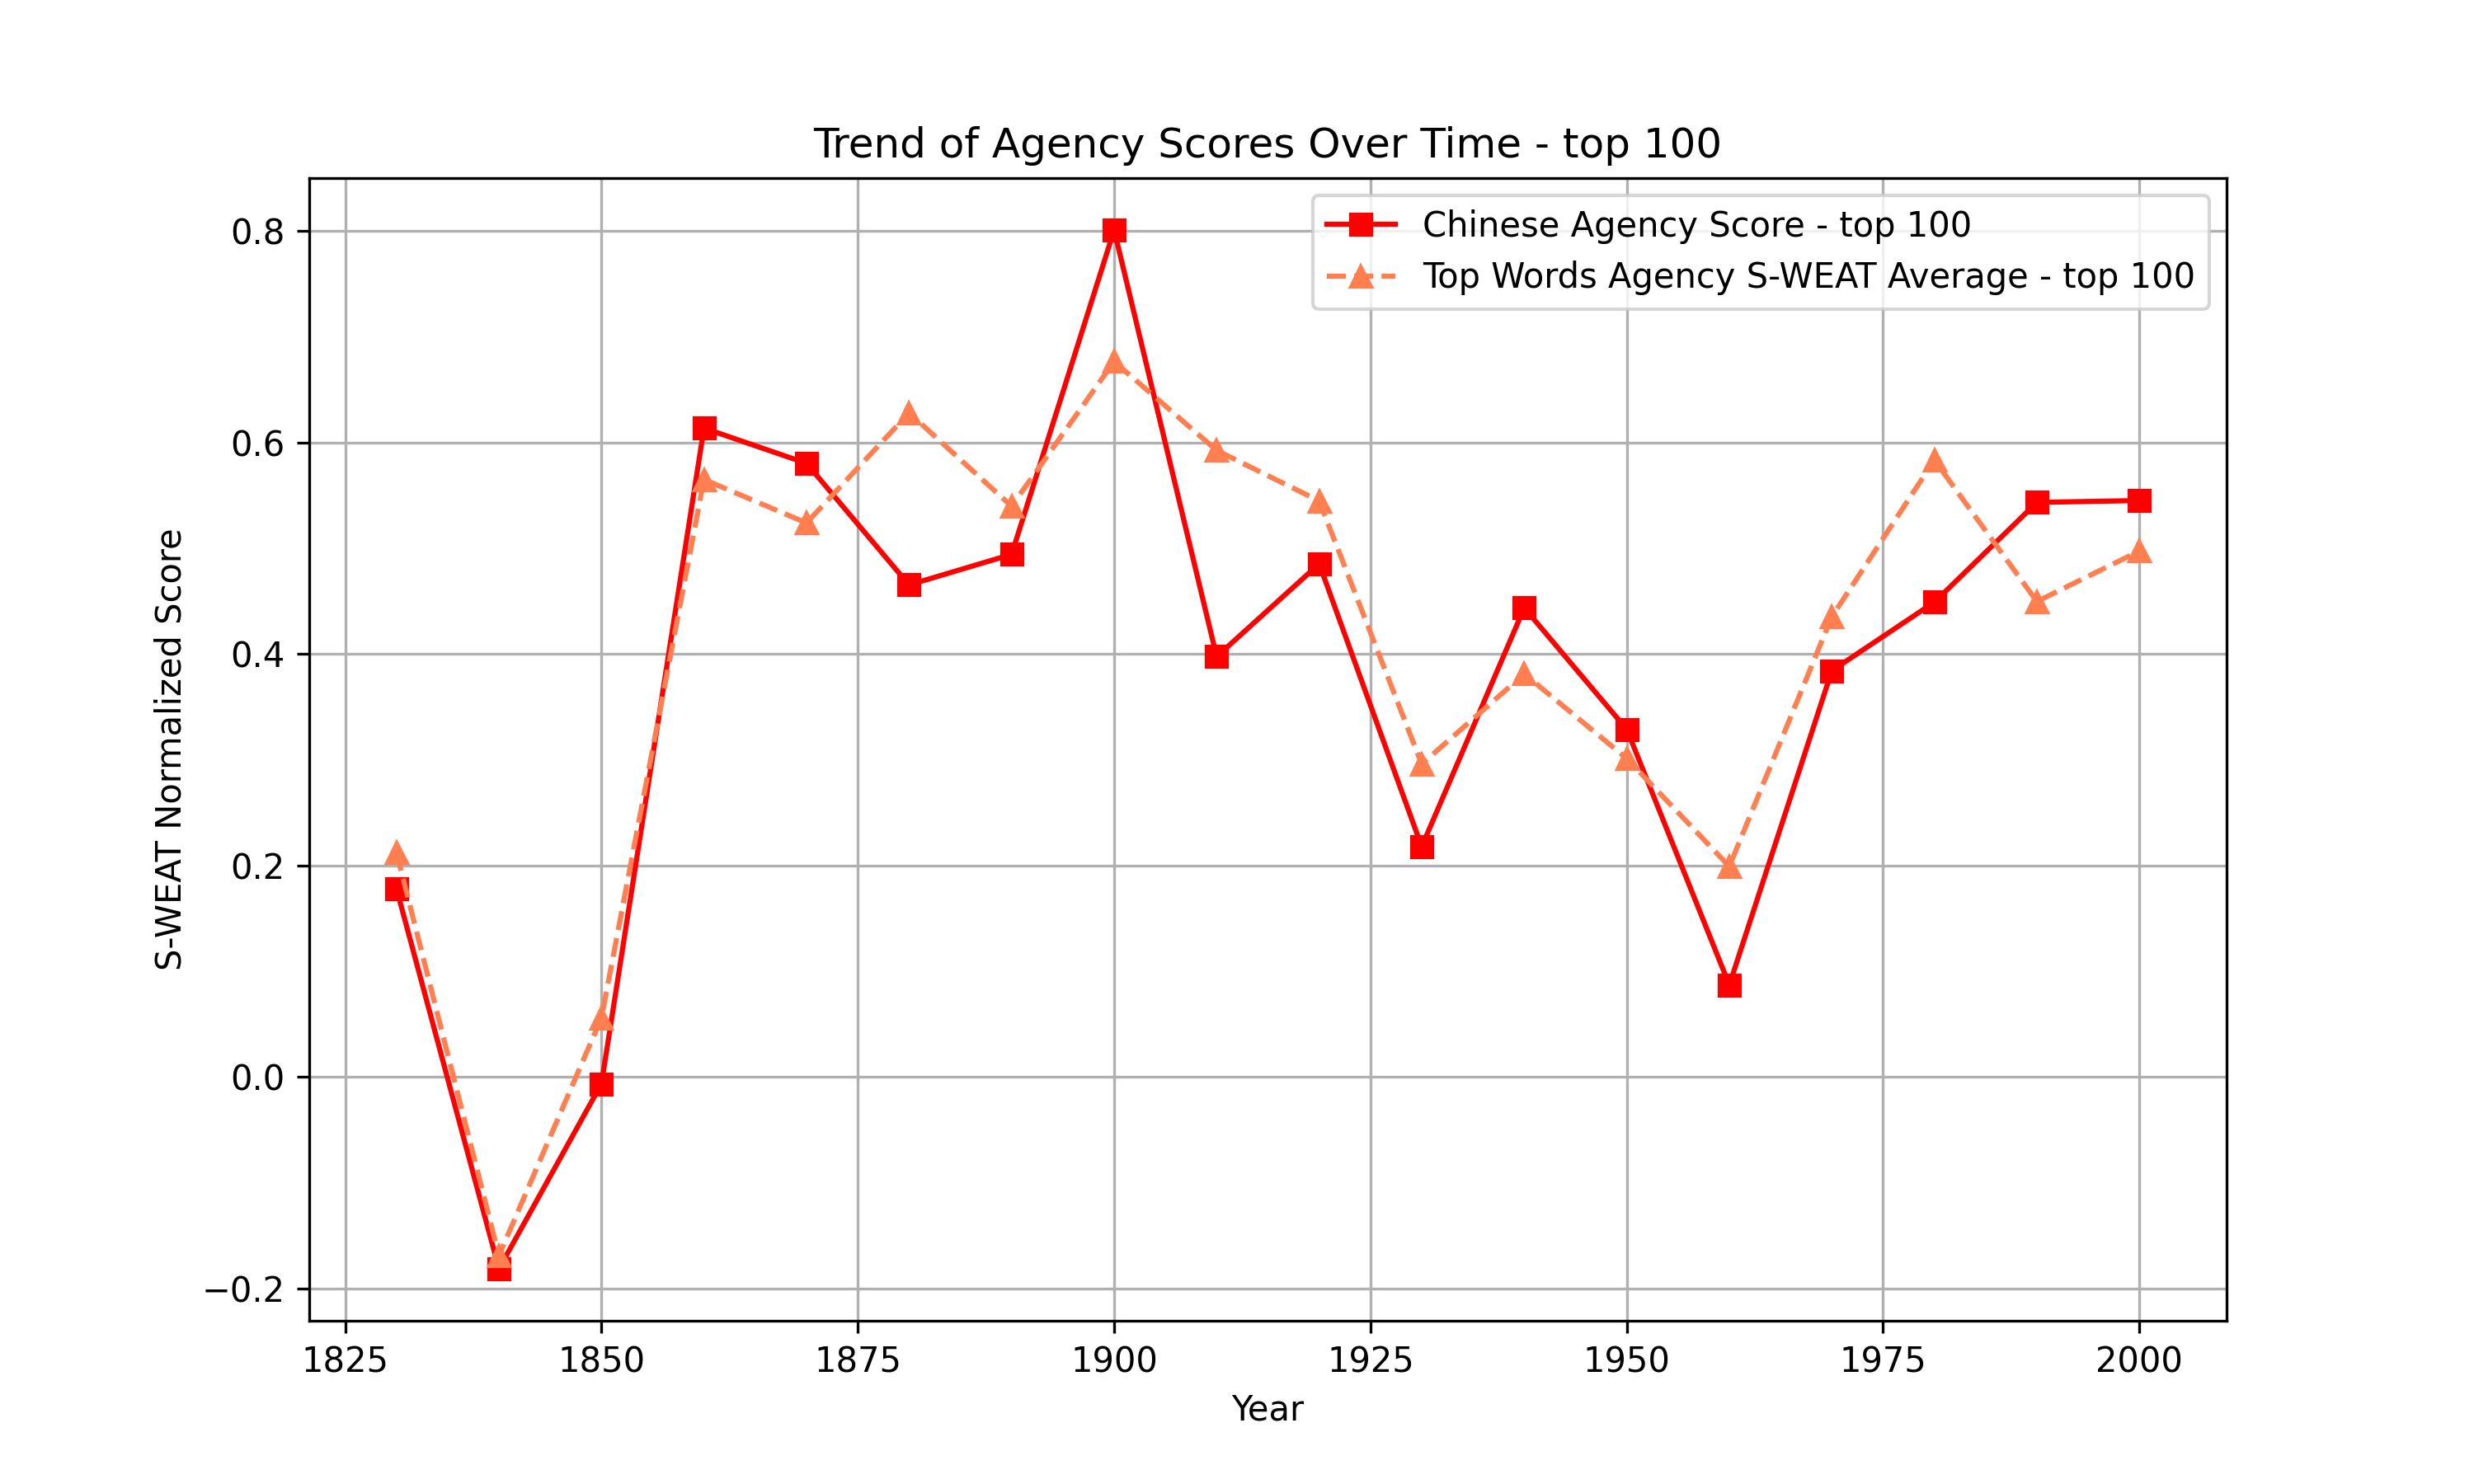 Trend of Agency Scores Over Time - top 100
Chinese Agency Score - top 100
Top Words Agency S-WEAT Average - top 100
S-WEAT Normalized Score
0.8
0.6
0.4
0.2
0.0
−0.2
1825 1850 1875 1900 1925 1950 1975 2000
Year